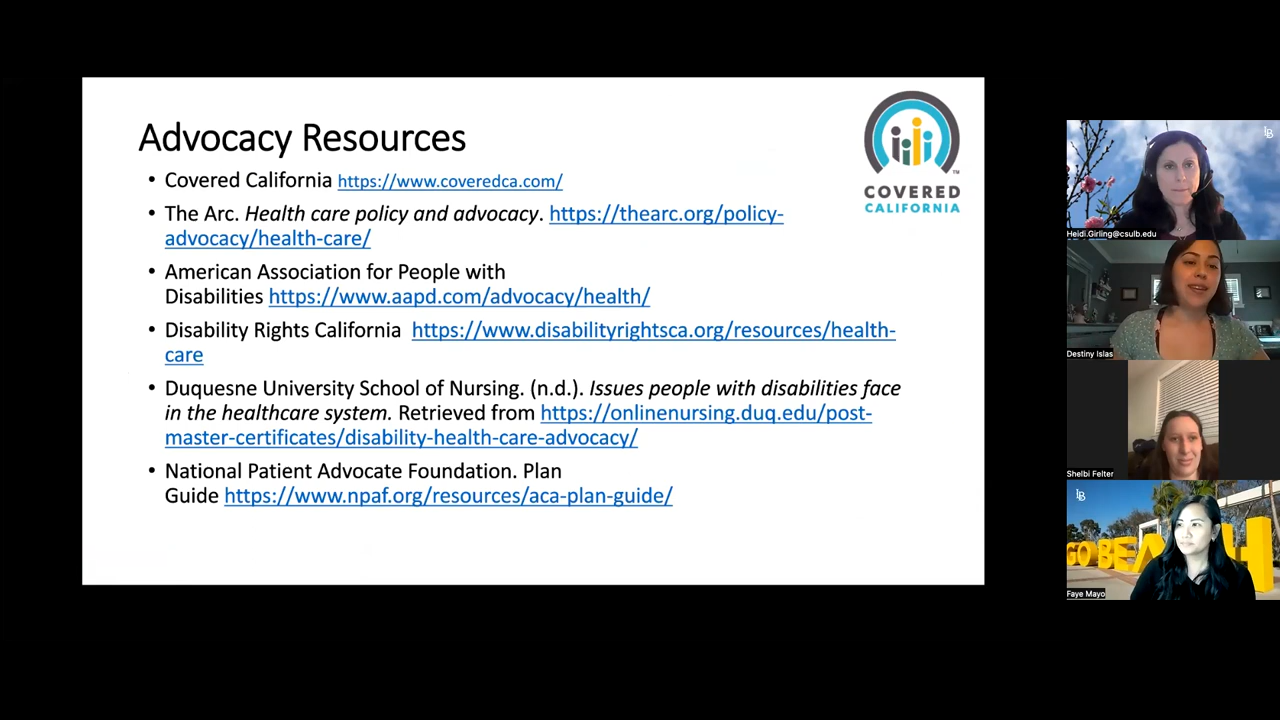 Advocacy Resources
• Covered California https://www.coveredca.com/
• The Arc. Health care policy and advocacy. https://thearc.org/policy-
advocacy/health-care/
• American Association for People with
Disabilities https://www.aapd.com/advocacy/health/
• Disability Rights California https://www.disabilityrightsca.org/resources/health-
care
• Duquesne University School of Nursing. (n.d.). Issues people with disabilities face
in the healthcare system. Retrieved from https://onlinenursing.duq.edu/post-
master-certificates/disability-health-care-advocacy/
• National Patient Advocate Foundation. Plan
Guide https://www.npaf.org/resources/aca-plan-guide/
COVERED
CALIFORNIA
TM
LB
Heidi.Girling@csulb.edu
Destiny Islas
Shelbi Felter
LB
GO BEACH
Faye Mayo